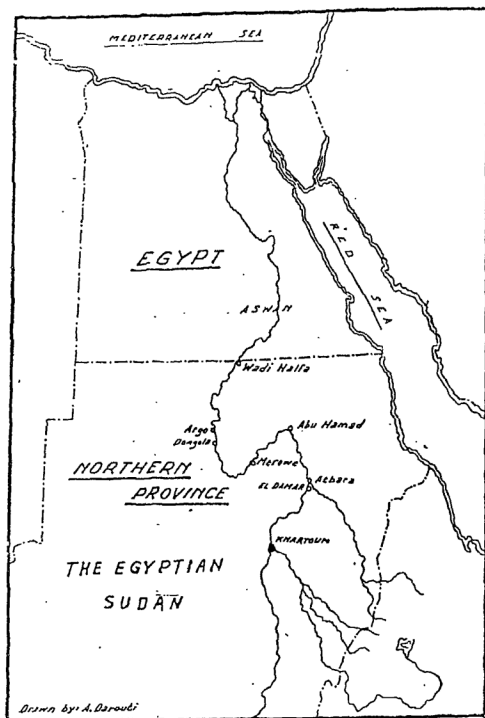 MEDITERRANEAN SEA
EGYPT
RED
SEA
ASWAN
Wadi Halfa
Argo
Dongola
Abu Hamad
Merowe
NORTHERN
PROVINCE
EL DAMAR
Atbara
KHARTOUM
THE EGYPTIAN
SUDAN
Drawn by: A. Daroubi